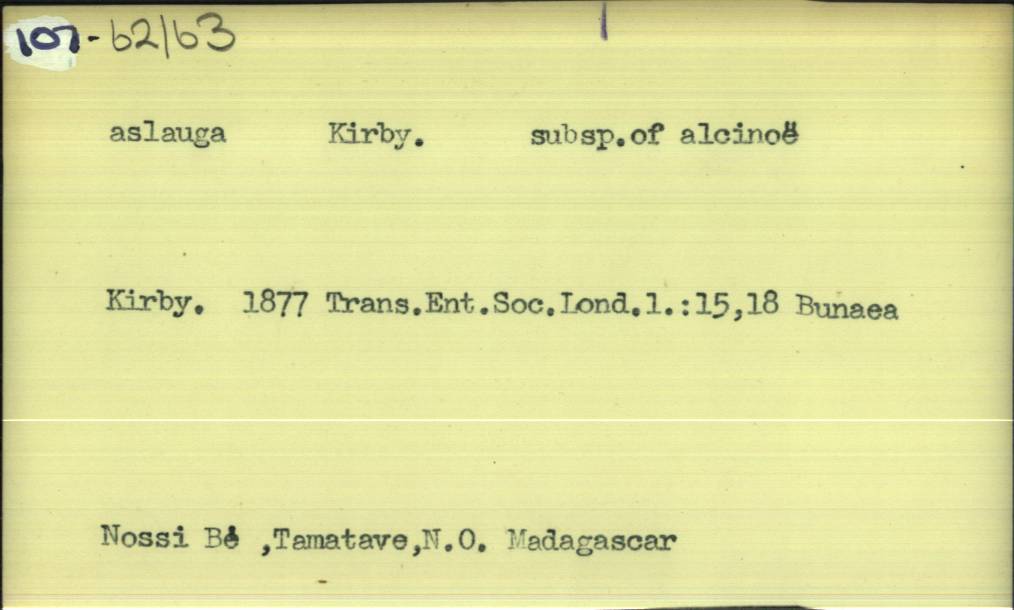 107-62/63
aslauga Kirby. subsp.of alcinoë
Kirby. 1877 Trans.Ent.Soc.Lond.1.:15,18 Bunaea
Nossi Bé ,Tamatave,N.O. Madagascar